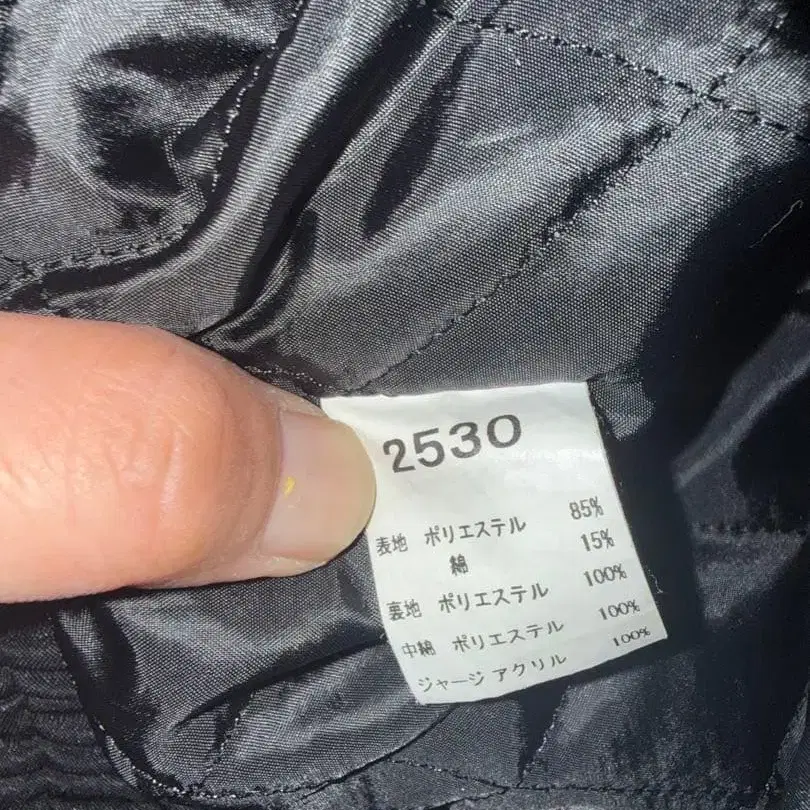 2530
表地 ポリエステル 85%
綿 15%
裏地 ポリエステル 100%
中綿 ポリエステル 100%
ジャージ アクリル 100%